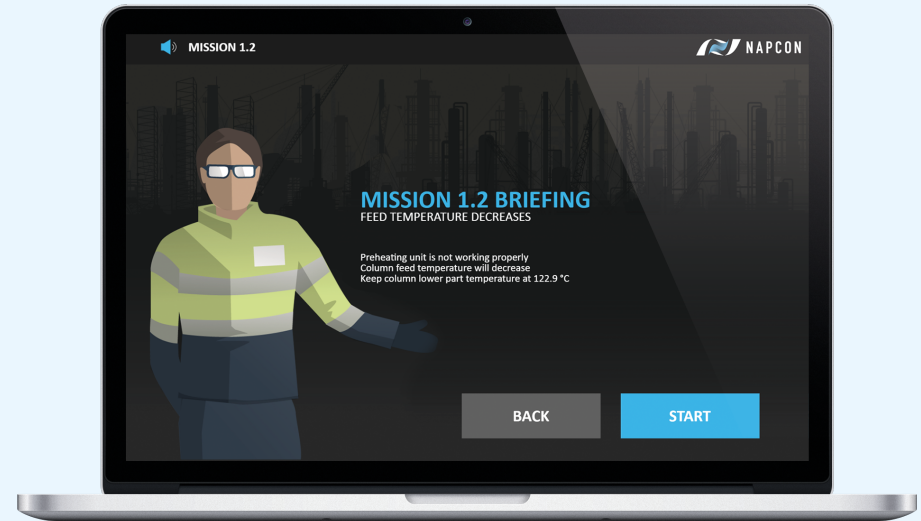 MISSION 1.2
NAPCON
MISSION 1.2 BRIEFING
FEED TEMPERATURE DECREASES
Preheating unit is not working properly
Column feed temperature will decrease
Keep column lower part temperature at 122.9 °C
BACK
START